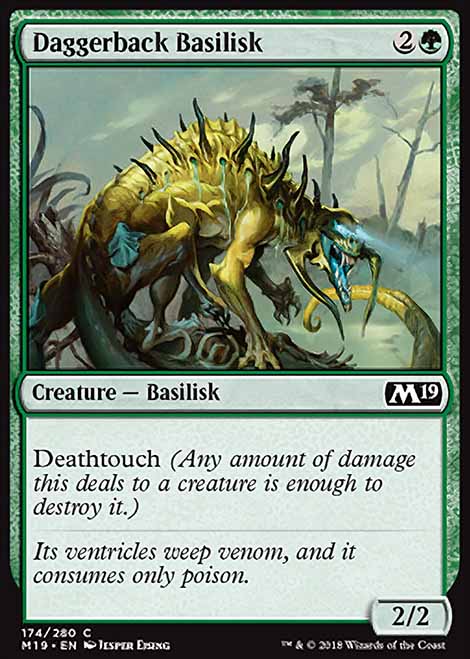 Daggerback Basilisk 2
Creature — Basilisk M19
Deathtouch (Any amount of damage
this deals to a creature is enough to
destroy it.)
Its ventricles weep venom, and it
consumes only poison.
2/2
174/280 C
M19 • EN Jesper Ejsing ™ & © 2018 Wizards of the Coast